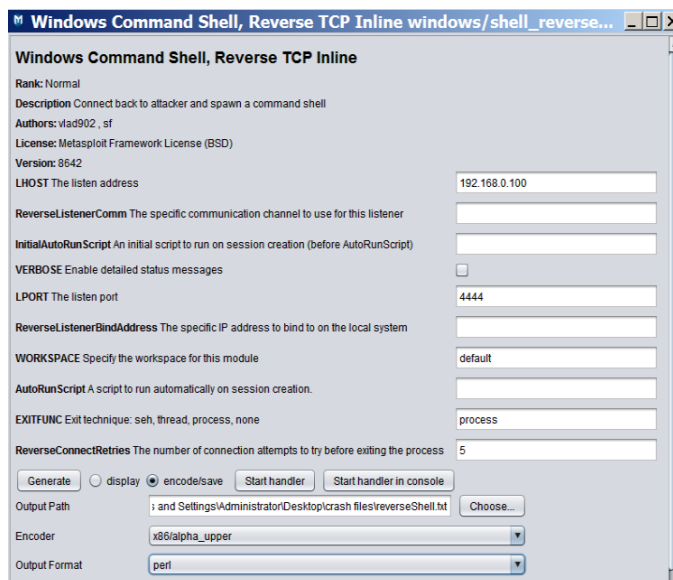 Windows Command Shell, Reverse TCP Inline windows/shell_reverse...
Windows Command Shell, Reverse TCP Inline
Rank: Normal
Description Connect back to attacker and spawn a command shell
Authors: vlad902 , sf
License: Metasploit Framework License (BSD)
Version: 8642
LHOST The listen address 192.168.0.100
ReverseListenerComm The specific communication channel to use for this listener
InitialAutoRunScript An initial script to run on session creation (before AutoRunScript)
VERBOSE Enable detailed status messages
LPORT The listen port 4444
ReverseListenerBindAddress The specific IP address to bind to on the local system
WORKSPACE Specify the workspace for this module default
AutoRunScript A script to run automatically on session creation.
EXITFUNC Exit technique: seh, thread, process, none process
ReverseConnectRetries The number of connection attempts to try before exiting the process 5
Generate display encode/save Start handler Start handler in console
Output Path and Settings\Administrator\Desktop\crash files\reverseShell.txt Choose...
Encoder x86/alpha_upper
Output Format perl